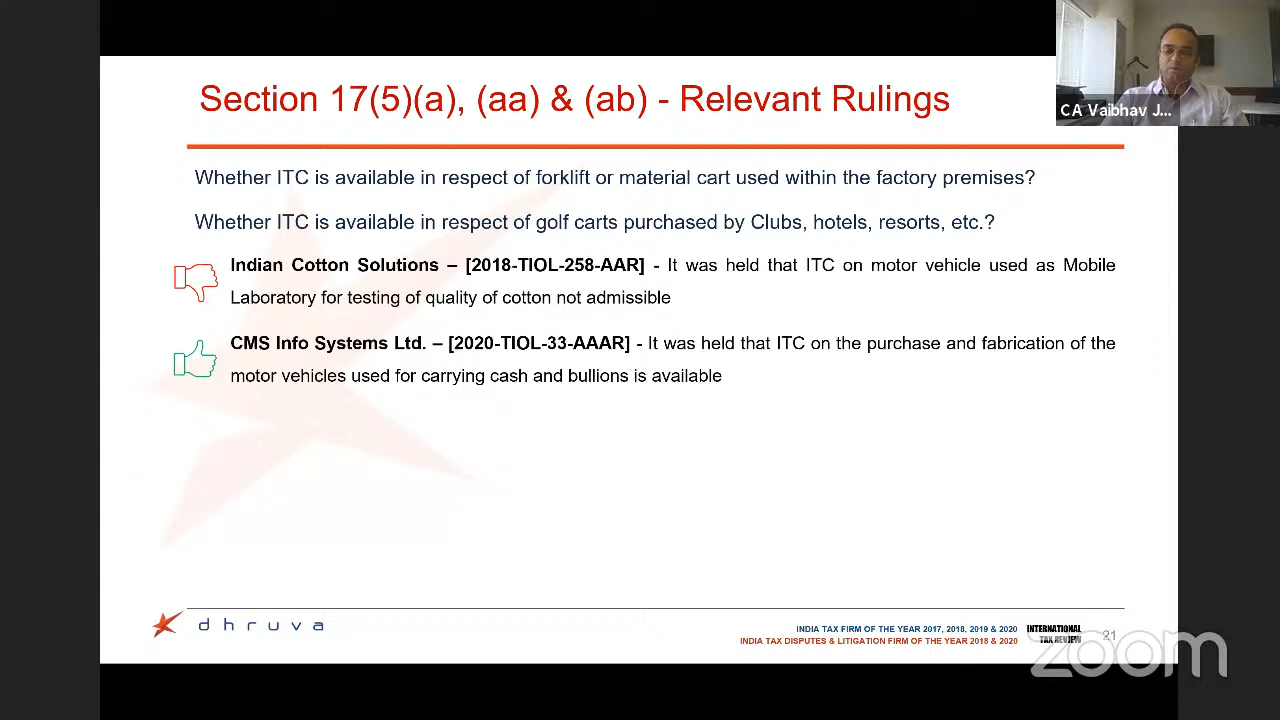 Section 17(5)(a), (aa) & (ab) - Relevant Rulings
CA Vaibhav J...
Whether ITC is available in respect of forklift or material cart used within the factory premises?
Whether ITC is available in respect of golf carts purchased by Clubs, hotels, resorts, etc.?
Indian Cotton Solutions – [2018-TIOL-258-AAR] - It was held that ITC on motor vehicle used as Mobile
Laboratory for testing of quality of cotton not admissible
CMS Info Systems Ltd. – [2020-TIOL-33-AAAR] - It was held that ITC on the purchase and fabrication of the
motor vehicles used for carrying cash and bullions is available
dhruva
INDIA TAX FIRM OF THE YEAR 2017, 2018, 2019 & 2020
INDIA TAX DISPUTES & LITIGATION FIRM OF THE YEAR 2018 & 2020
INTERNATIONAL
TAX REVIEW
21
zoom